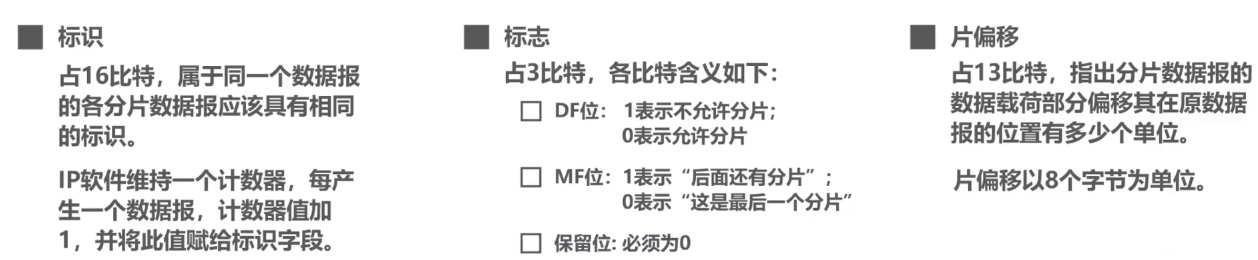 标识
占16比特，属于同一个数据报
的各分片数据报应该具有相同
的标识。
IP软件维持一个计数器，每产
生一个数据报，计数器值加
1，并将此值赋给标识字段。
标志
占3比特，各比特含义如下：
DF位： 1表示不允许分片；
0表示允许分片
MF位：1表示“后面还有分片”；
0表示“这是最后一个分片”
保留位: 必须为0
片偏移
占13比特，指出分片数据报的
数据载荷部分偏移其在原数据
报的位置有多少个单位。
片偏移以8个字节为单位。